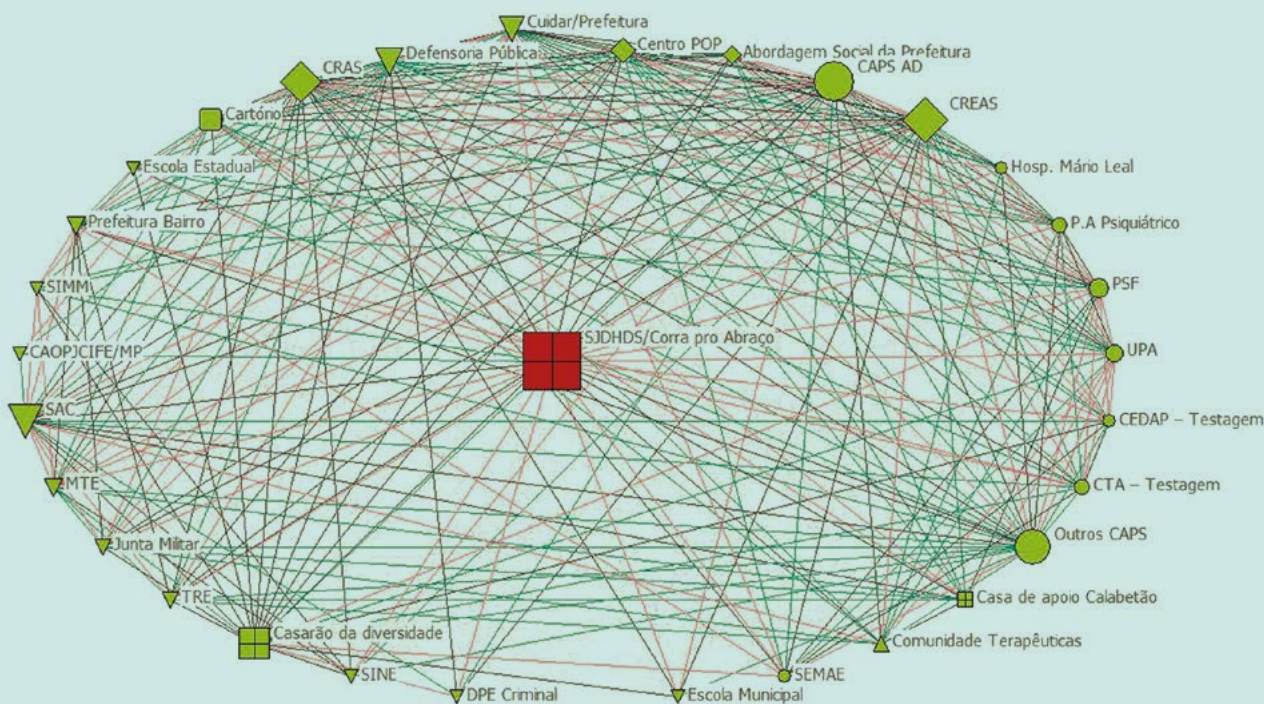 Cuidar/Prefeitura
Defensoria Pública
Centro POP
Abordagem Social da Prefeitura
CRAS
CAPS AD
Cartório
CREAS
Escola Estadual
Hosp. Mário Leal
Prefeitura Bairro
P.A Psiquiátrico
SIMM
PSF
SJDHDS/Corra pro Abraço
CAOPJCIFE/MP
UPA
SAC
CEDAP – Testagem
MTE
CTA – Testagem
Junta Militar
Outros CAPS
TRE
Casa de apoio Calabetão
Casarão da diversidade
Comunidade Terapêuticas
SINE
SEMAE
DPE Criminal
Escola Municipal